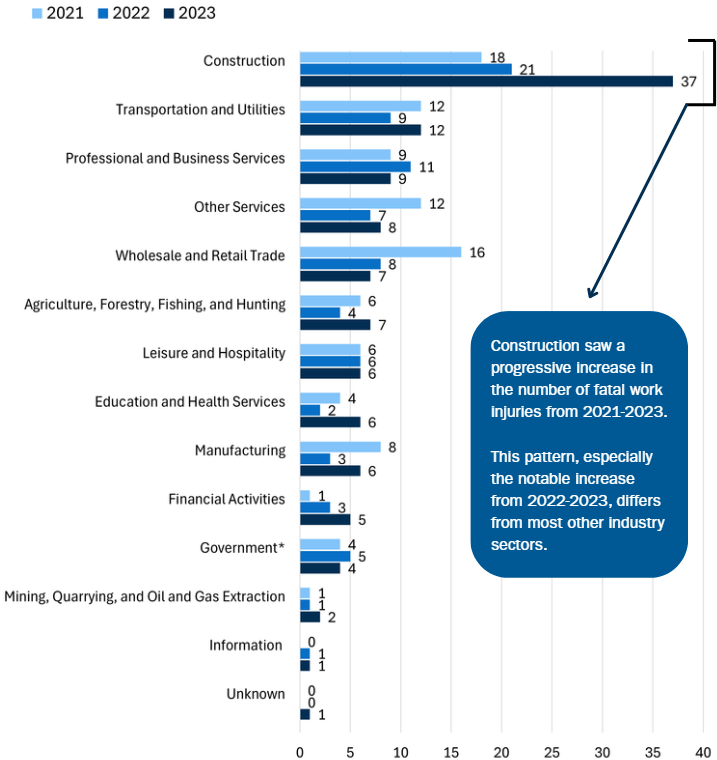 2021 2022 2023
Construction
18
21
37
Transportation and Utilities
12
9
12
Professional and Business Services
9
11
9
Other Services
12
7
8
Wholesale and Retail Trade
16
8
7
Agriculture, Forestry, Fishing, and Hunting
6
4
7
Leisure and Hospitality
6
6
6
Education and Health Services
4
2
6
Manufacturing
8
3
6
Financial Activities
1
3
5
Government*
4
5
4
Mining, Quarrying, and Oil and Gas Extraction
1
1
2
Information
0
1
1
Unknown
0
0
1
0 5 10 15 20 25 30 35 40
Construction saw a
progressive increase in
the number of fatal work
injuries from 2021-2023.
This pattern, especially
the notable increase
from 2022-2023, differs
from most other industry
sectors.